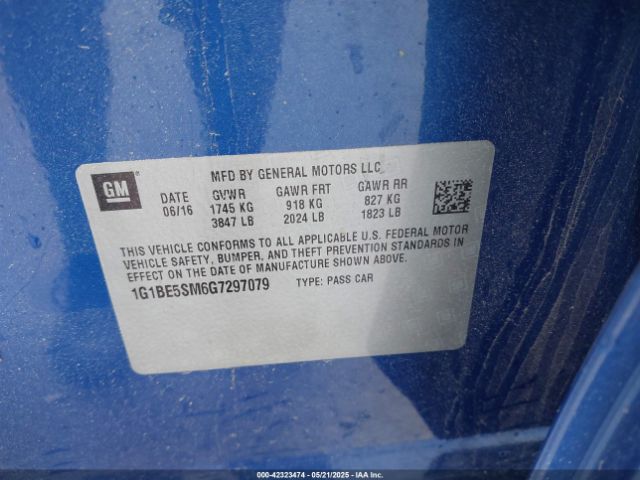 GM
MFD BY GENERAL MOTORS LLC
DATE GVWR GAWR FRT GAWR RR
06/16 1745 KG 918 KG 827 KG
3847 LB 2024 LB 1823 LB
THIS VEHICLE CONFORMS TO ALL APPLICABLE U.S. FEDERAL MOTOR
VEHICLE SAFETY, BUMPER, AND THEFT PREVENTION STANDARDS IN
EFFECT ON THE DATE OF MANUFACTURE SHOWN ABOVE.
1G1BE5SM6G7297079 TYPE: PASS CAR
000-42323474 - 05/21/2025 - IAA Inc.